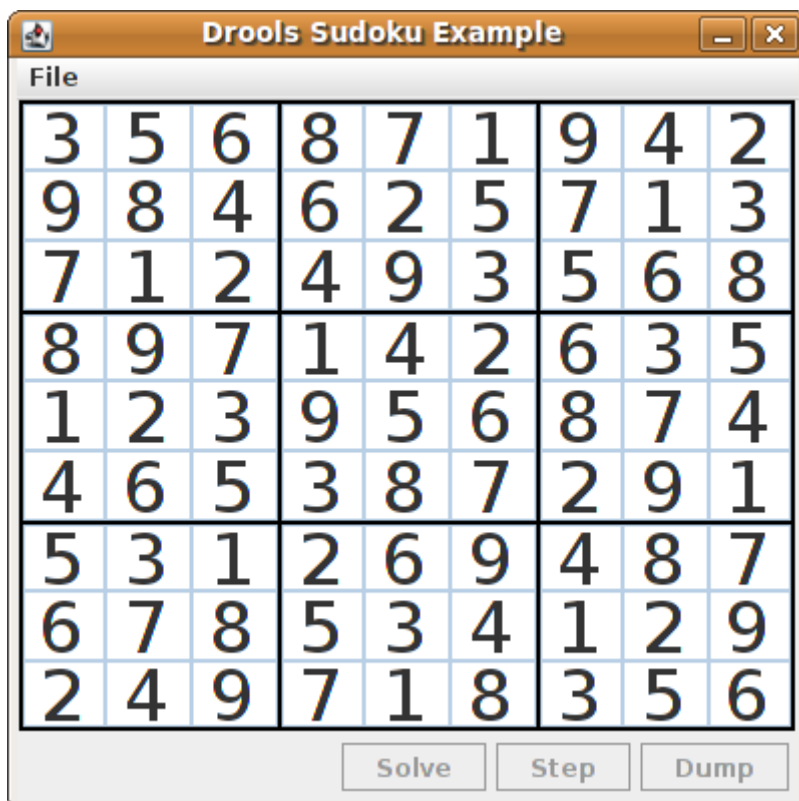 Drools Sudoku Example
File
3 5 6 8 7 1 9 4 2
9 8 4 6 2 5 7 1 3
7 1 2 4 9 3 5 6 8
8 9 7 1 4 2 6 3 5
1 2 3 9 5 6 8 7 4
4 6 5 3 8 7 2 9 1
5 3 1 2 6 9 4 8 7
6 7 8 5 3 4 1 2 9
2 4 9 7 1 8 3 5 6
Solve Step Dump